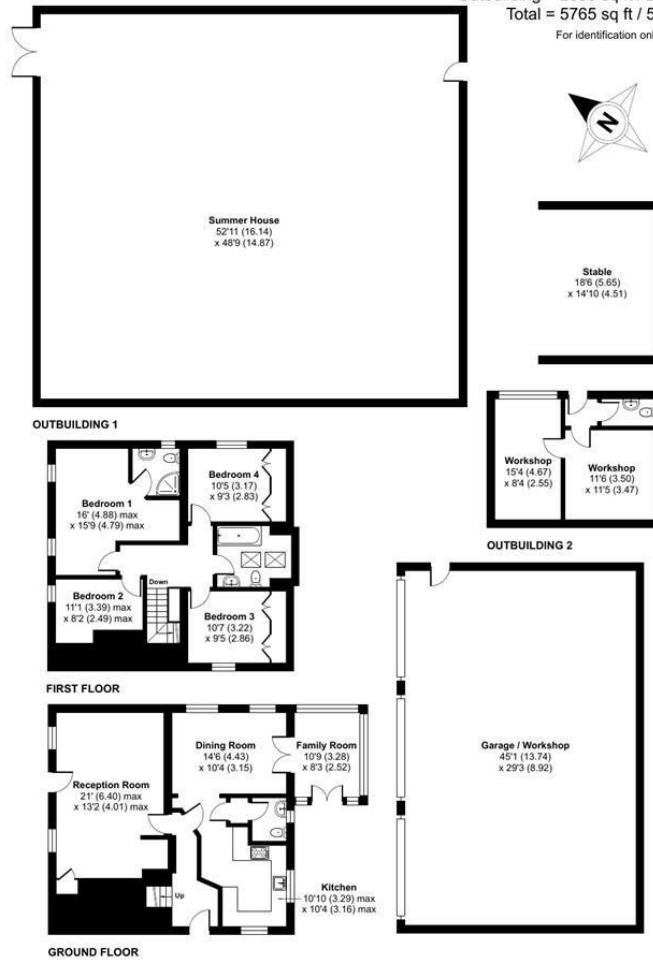 Total = 5765 sq ft / 5
For identification onl
N
Summer House
52'11 (16.14)
x 48'9 (14.87)
Stable
18'6 (5.65)
x 14'10 (4.51)
OUTBUILDING 1
Workshop
15'4 (4.67)
x 8'4 (2.55)
Workshop
11'6 (3.50)
x 11'5 (3.47)
OUTBUILDING 2
Bedroom 4
10'5 (3.17)
x 9'3 (2.83)
Bedroom 1
16' (4.88) max
x 15'9 (4.79) max
Down
Bedroom 2
11'1 (3.39) max
x 8'2 (2.49) max
Bedroom 3
10'7 (3.22)
x 9'5 (2.86)
FIRST FLOOR
Dining Room
14'6 (4.43)
x 10'4 (3.15)
Family Room
10'9 (3.28)
x 8'3 (2.52)
Reception Room
21' (6.40) max
x 13'2 (4.01) max
Garage / Workshop
45'1 (13.74)
x 29'3 (8.92)
Up
Kitchen
10'10 (3.29) max
x 10'4 (3.16) max
GROUND FLOOR